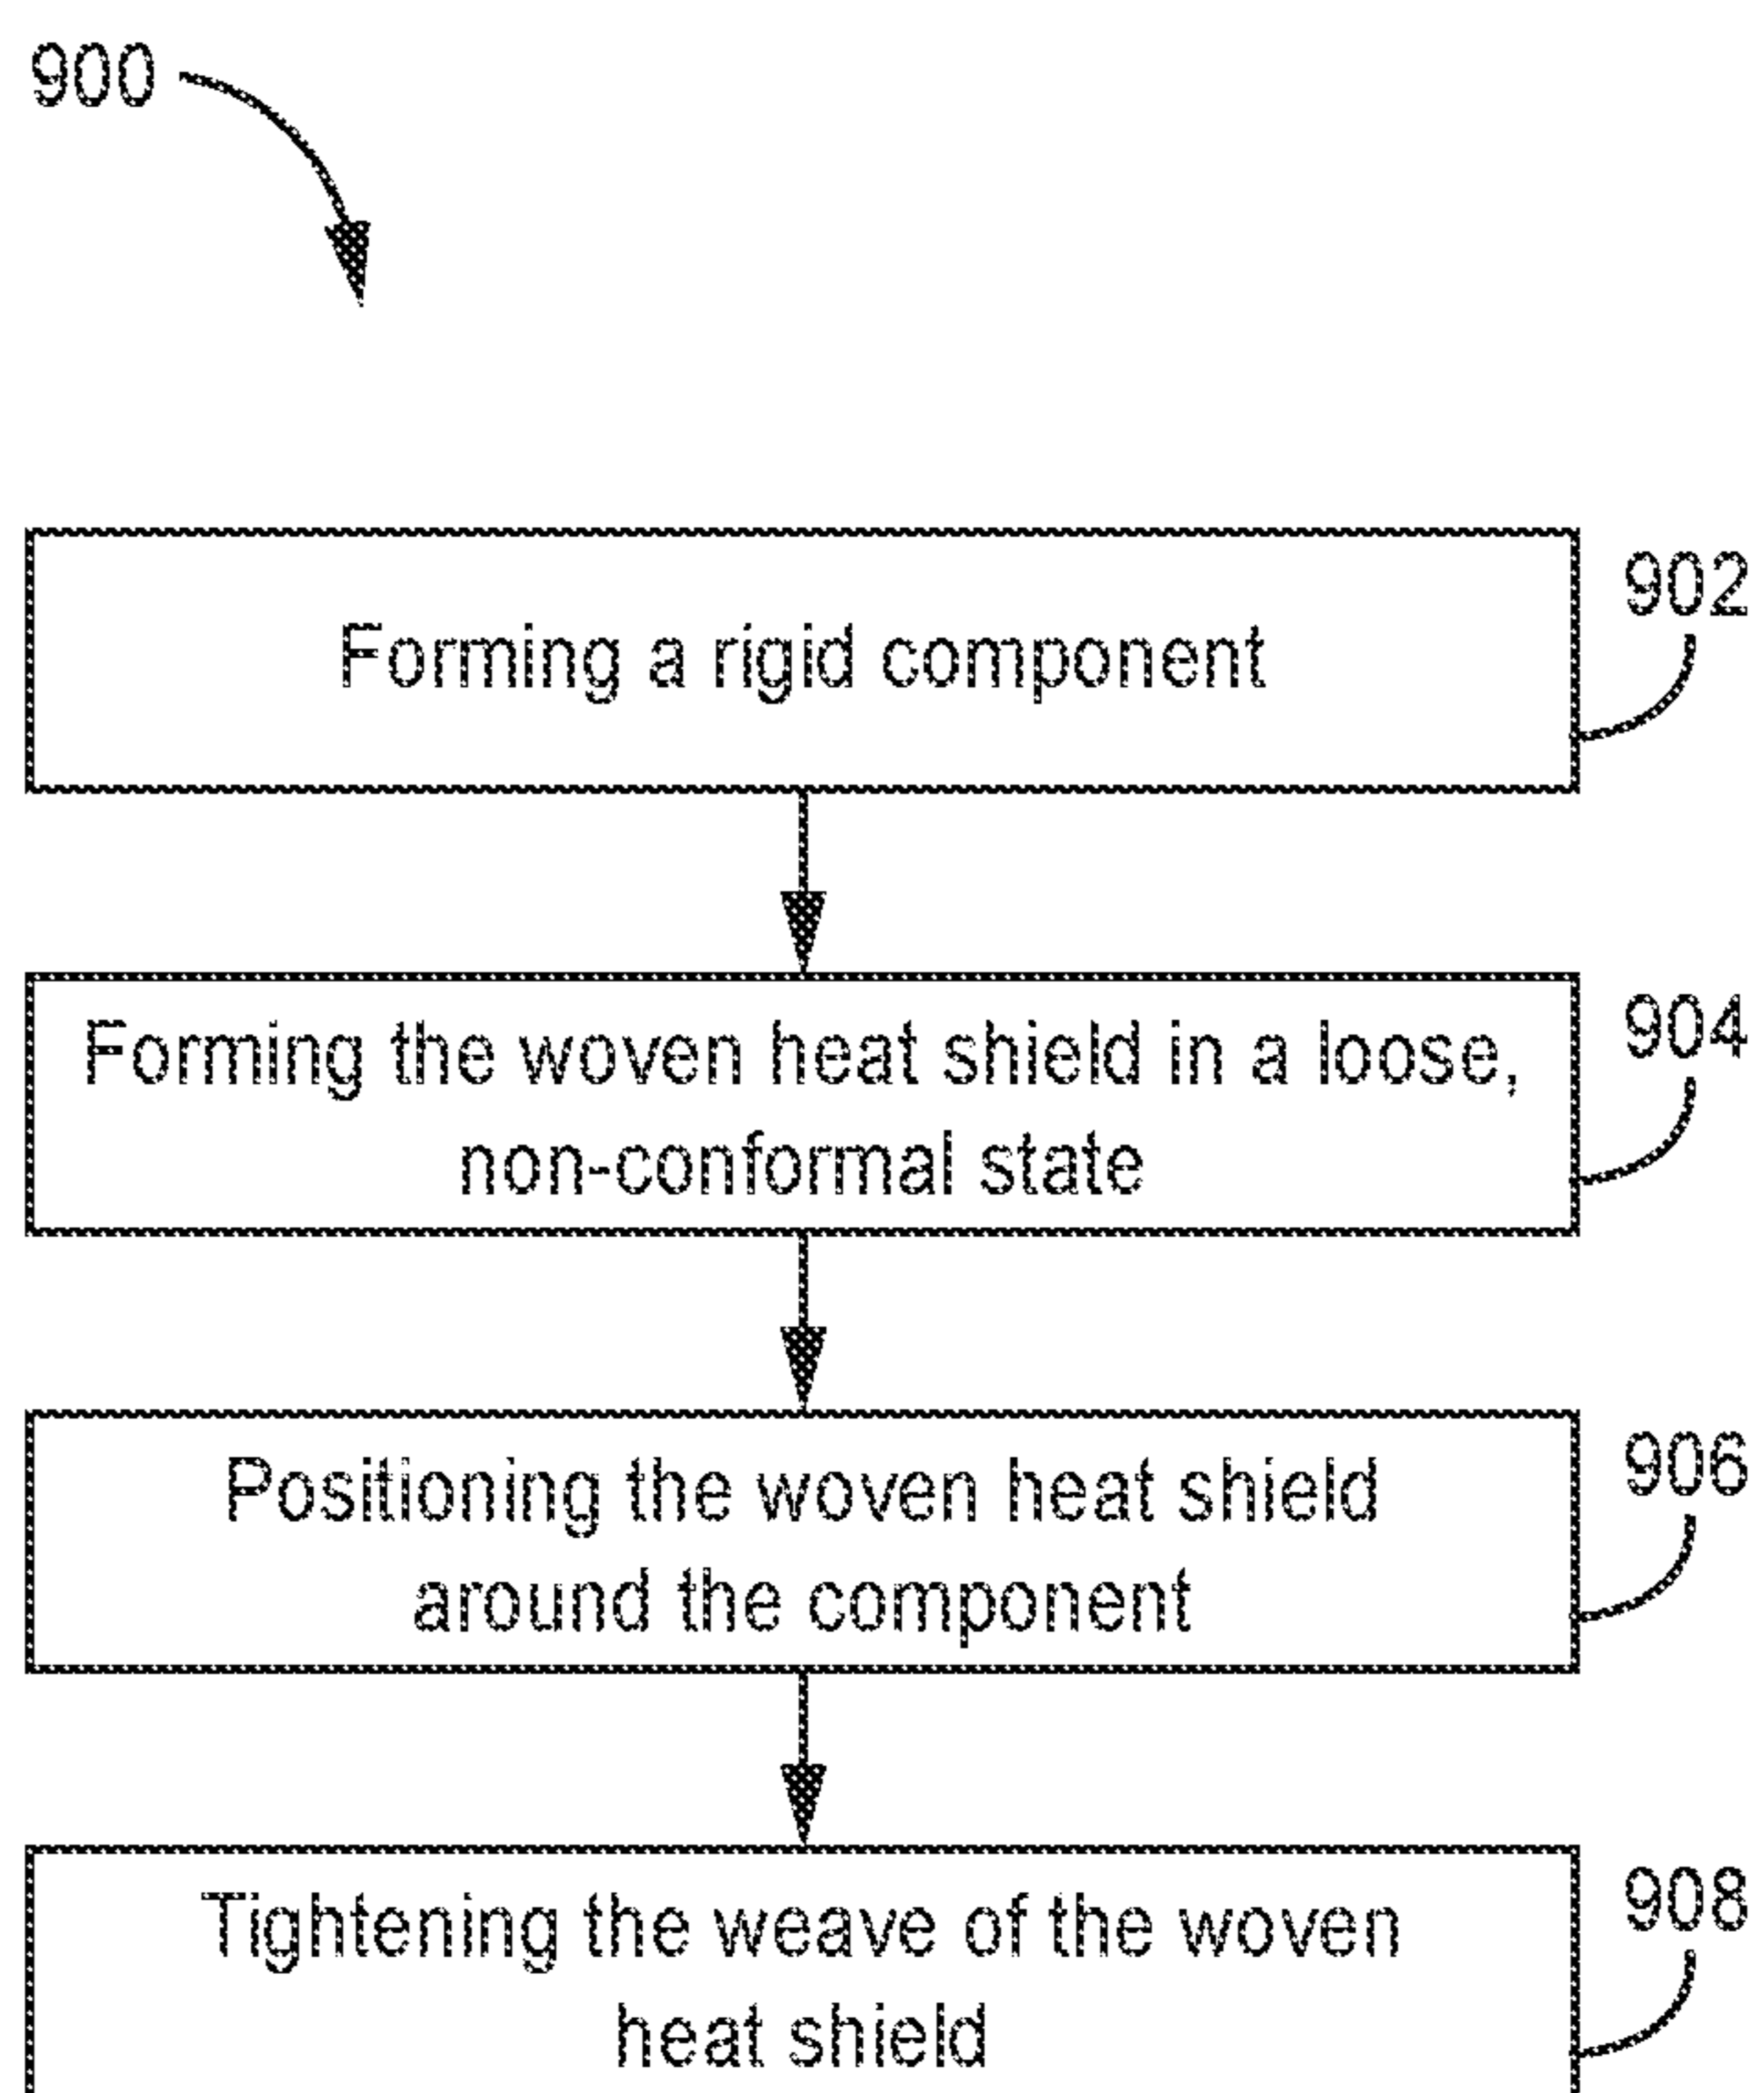 900
902
Forming a rigid component
904
Forming the woven heat shield in a loose,
non-conformal state
906
Positioning the woven heat shield
around the component
908
Tightening the weave of the woven
heat shield